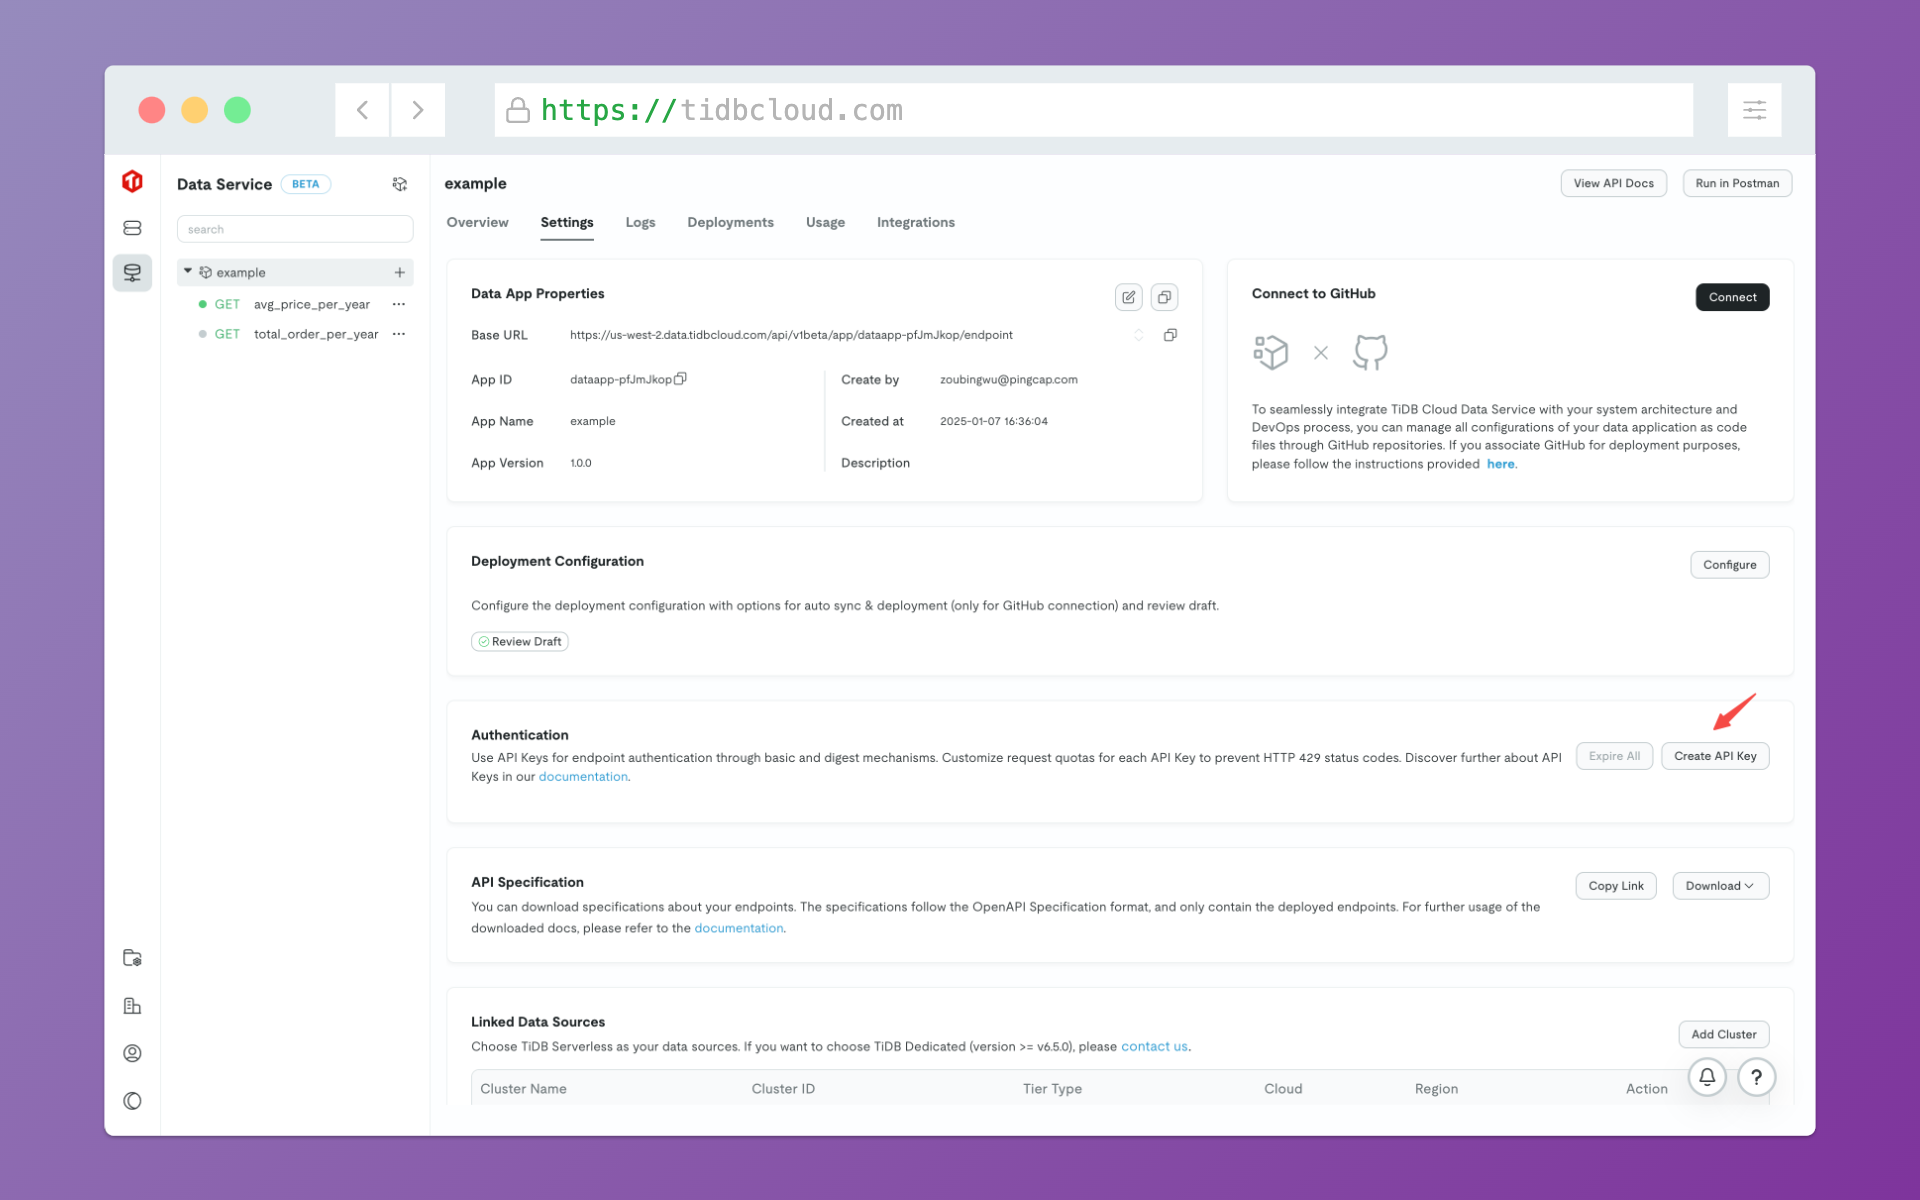 https://tidbcloud.com
Data Service BETA
search
example
GET avg_price_per_year
GET total_order_per_year
example
View API Docs
Run in Postman
Overview Settings Logs Deployments Usage Integrations
Data App Properties
Base URL https://us-west-2.data.tidbcloud.com/api/v1beta/app/dataapp-pfJmJkop/endpoint
App ID dataapp-pfJmJkop
Create by zoubingwu@pingcap.com
App Name example
Created at 2025-01-07 16:36:04
App Version 1.0.0
Description
Connect to GitHub
Connect
To seamlessly integrate TiDB Cloud Data Service with your system architecture and
DevOps process, you can manage all configurations of your data application as code
files through GitHub repositories. If you associate GitHub for deployment purposes,
please follow the instructions provided here.
Deployment Configuration
Configure
Configure the deployment configuration with options for auto sync & deployment (only for GitHub connection) and review draft.
Review Draft
Authentication
Use API Keys for endpoint authentication through basic and digest mechanisms. Customize request quotas for each API Key to prevent HTTP 429 status codes. Discover further about API
Keys in our documentation.
Expire All
Create API Key
API Specification
You can download specifications about your endpoints. The specifications follow the OpenAPI Specification format, and only contain the deployed endpoints. For further usage of the
downloaded docs, please refer to the documentation.
Copy Link
Download
Linked Data Sources
Choose TiDB Serverless as your data sources. If you want to choose TiDB Dedicated (version >= v6.5.0), please contact us.
Add Cluster
Cluster Name Cluster ID Tier Type Cloud Region Action
?